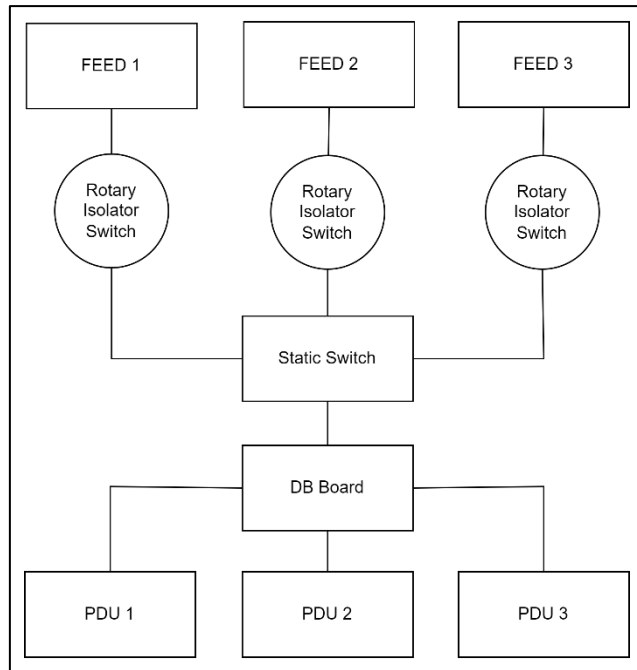 FEED 1
FEED 2
FEED 3
Rotary
Isolator
Switch
Rotary
Isolator
Switch
Rotary
Isolator
Switch
Static Switch
DB Board
PDU 1
PDU 2
PDU 3